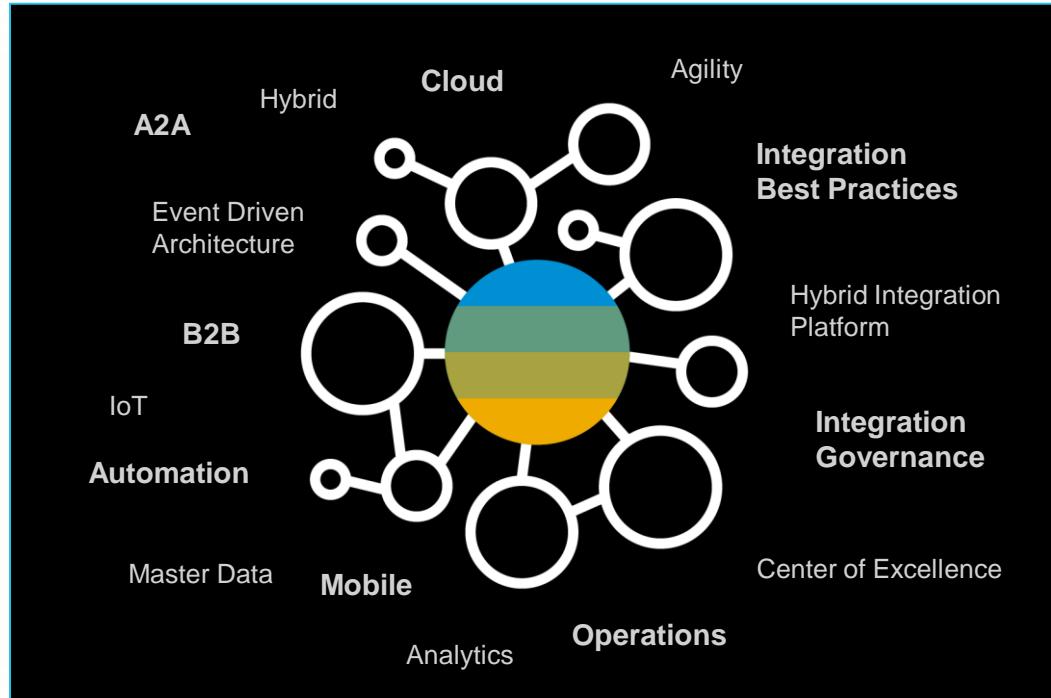 Cloud
Agility
Hybrid
A2A
Integration
Best Practices
Event Driven
Architecture
Hybrid Integration
Platform
B2B
IoT
Integration
Governance
Automation
Master Data
Mobile
Center of Excellence
Operations
Analytics